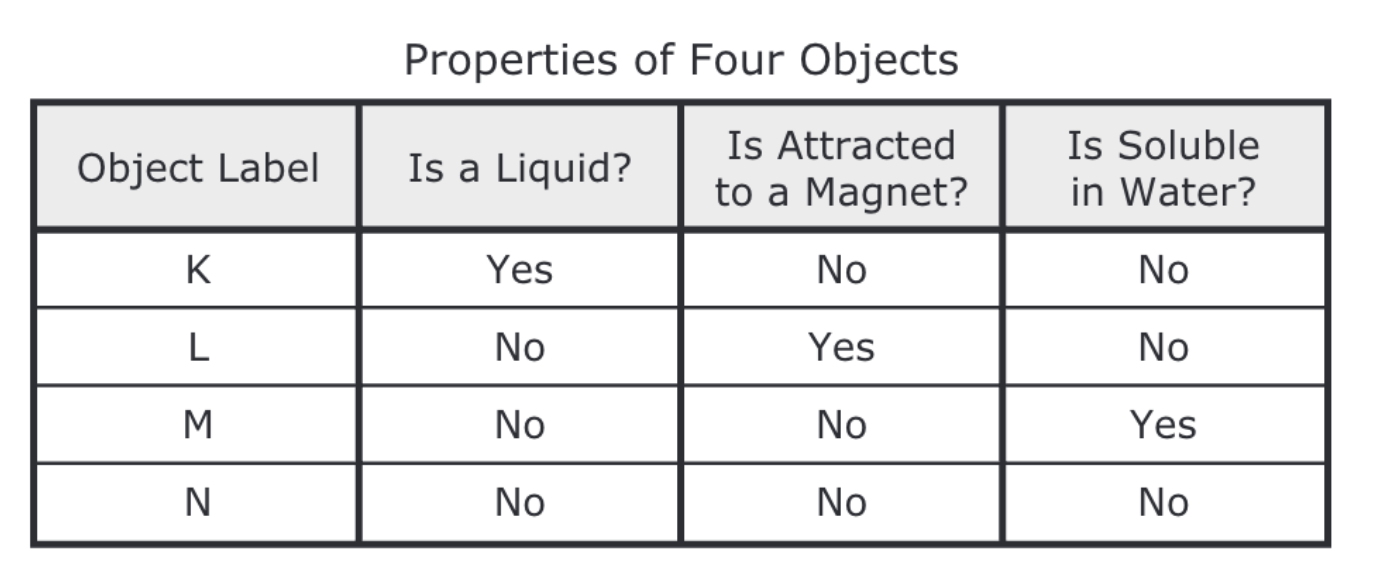 Properties of Four Objects
Object Label Is a Liquid? Is Attracted to a Magnet? Is Soluble in Water?
K Yes No No
L No Yes No
M No No Yes
N No No No